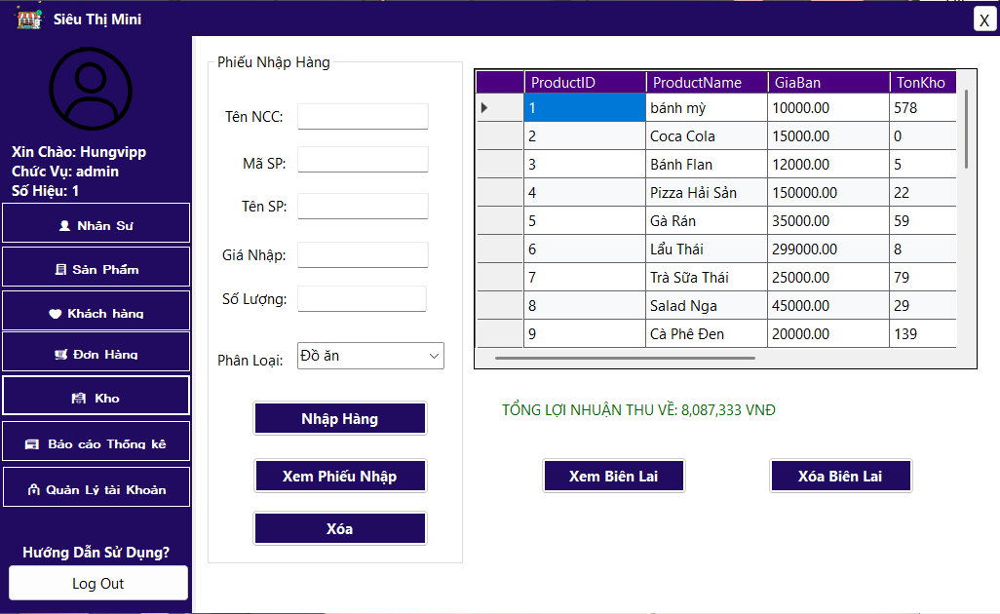 Siêu Thị Mini
X
Xin Chào: Hungvipp
Chức Vụ: admin
Số Hiệu: 1
Nhân Sự
Sản Phẩm
Khách hàng
Đơn Hàng
Kho
Báo cáo Thống kê
Quản Lý tài Khoản
Hướng Dẫn Sử Dụng?
Log Out
Phiếu Nhập Hàng
Tên NCC:
Mã SP:
Tên SP:
Giá Nhập:
Số Lượng:
Phân Loại: Đồ ăn
Nhập Hàng
Xem Phiếu Nhập
Xóa
ProductID ProductName GiaBan TonKho
1 bánh mỳ 10000.00 578
2 Coca Cola 15000.00 0
3 Bánh Flan 12000.00 5
4 Pizza Hải Sản 150000.00 22
5 Gà Rán 35000.00 59
6 Lẩu Thái 299000.00 8
7 Trà Sữa Thái 25000.00 79
8 Salad Nga 45000.00 29
9 Cà Phê Đen 20000.00 139
TỔNG LỢI NHUẬN THU VỀ: 8,087,333 VNĐ
Xem Biên Lai
Xóa Biên Lai